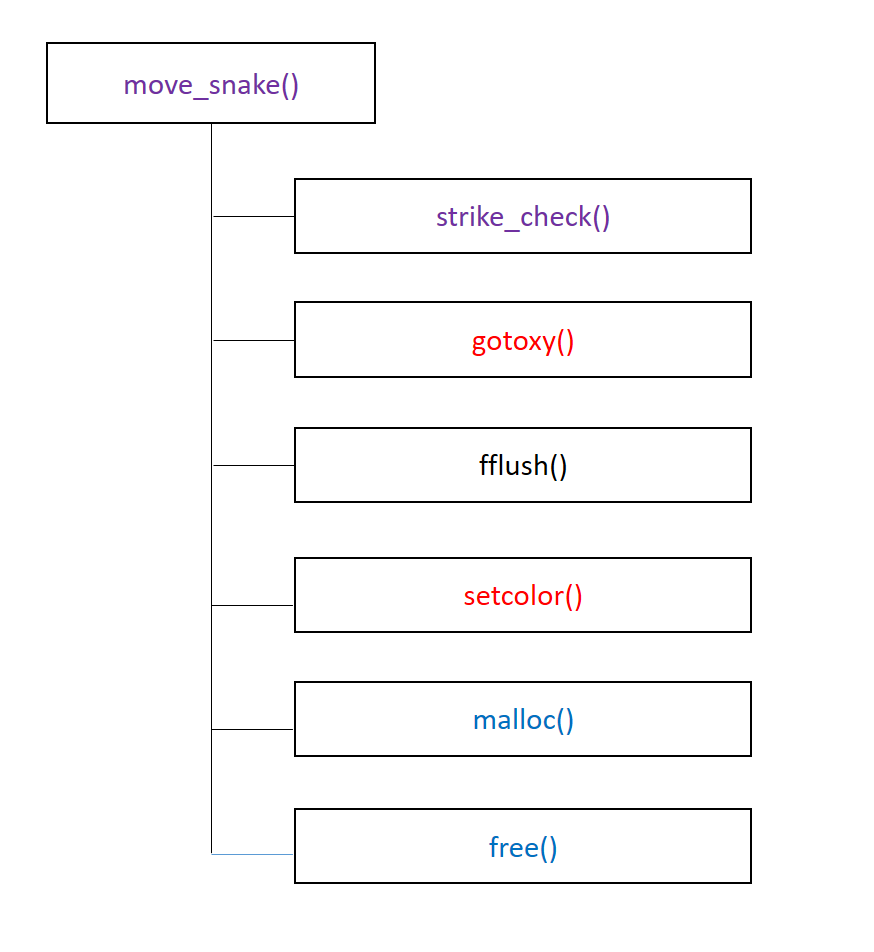 move_snake()
strike_check()
gotoxy()
fflush()
setcolor()
malloc()
free()